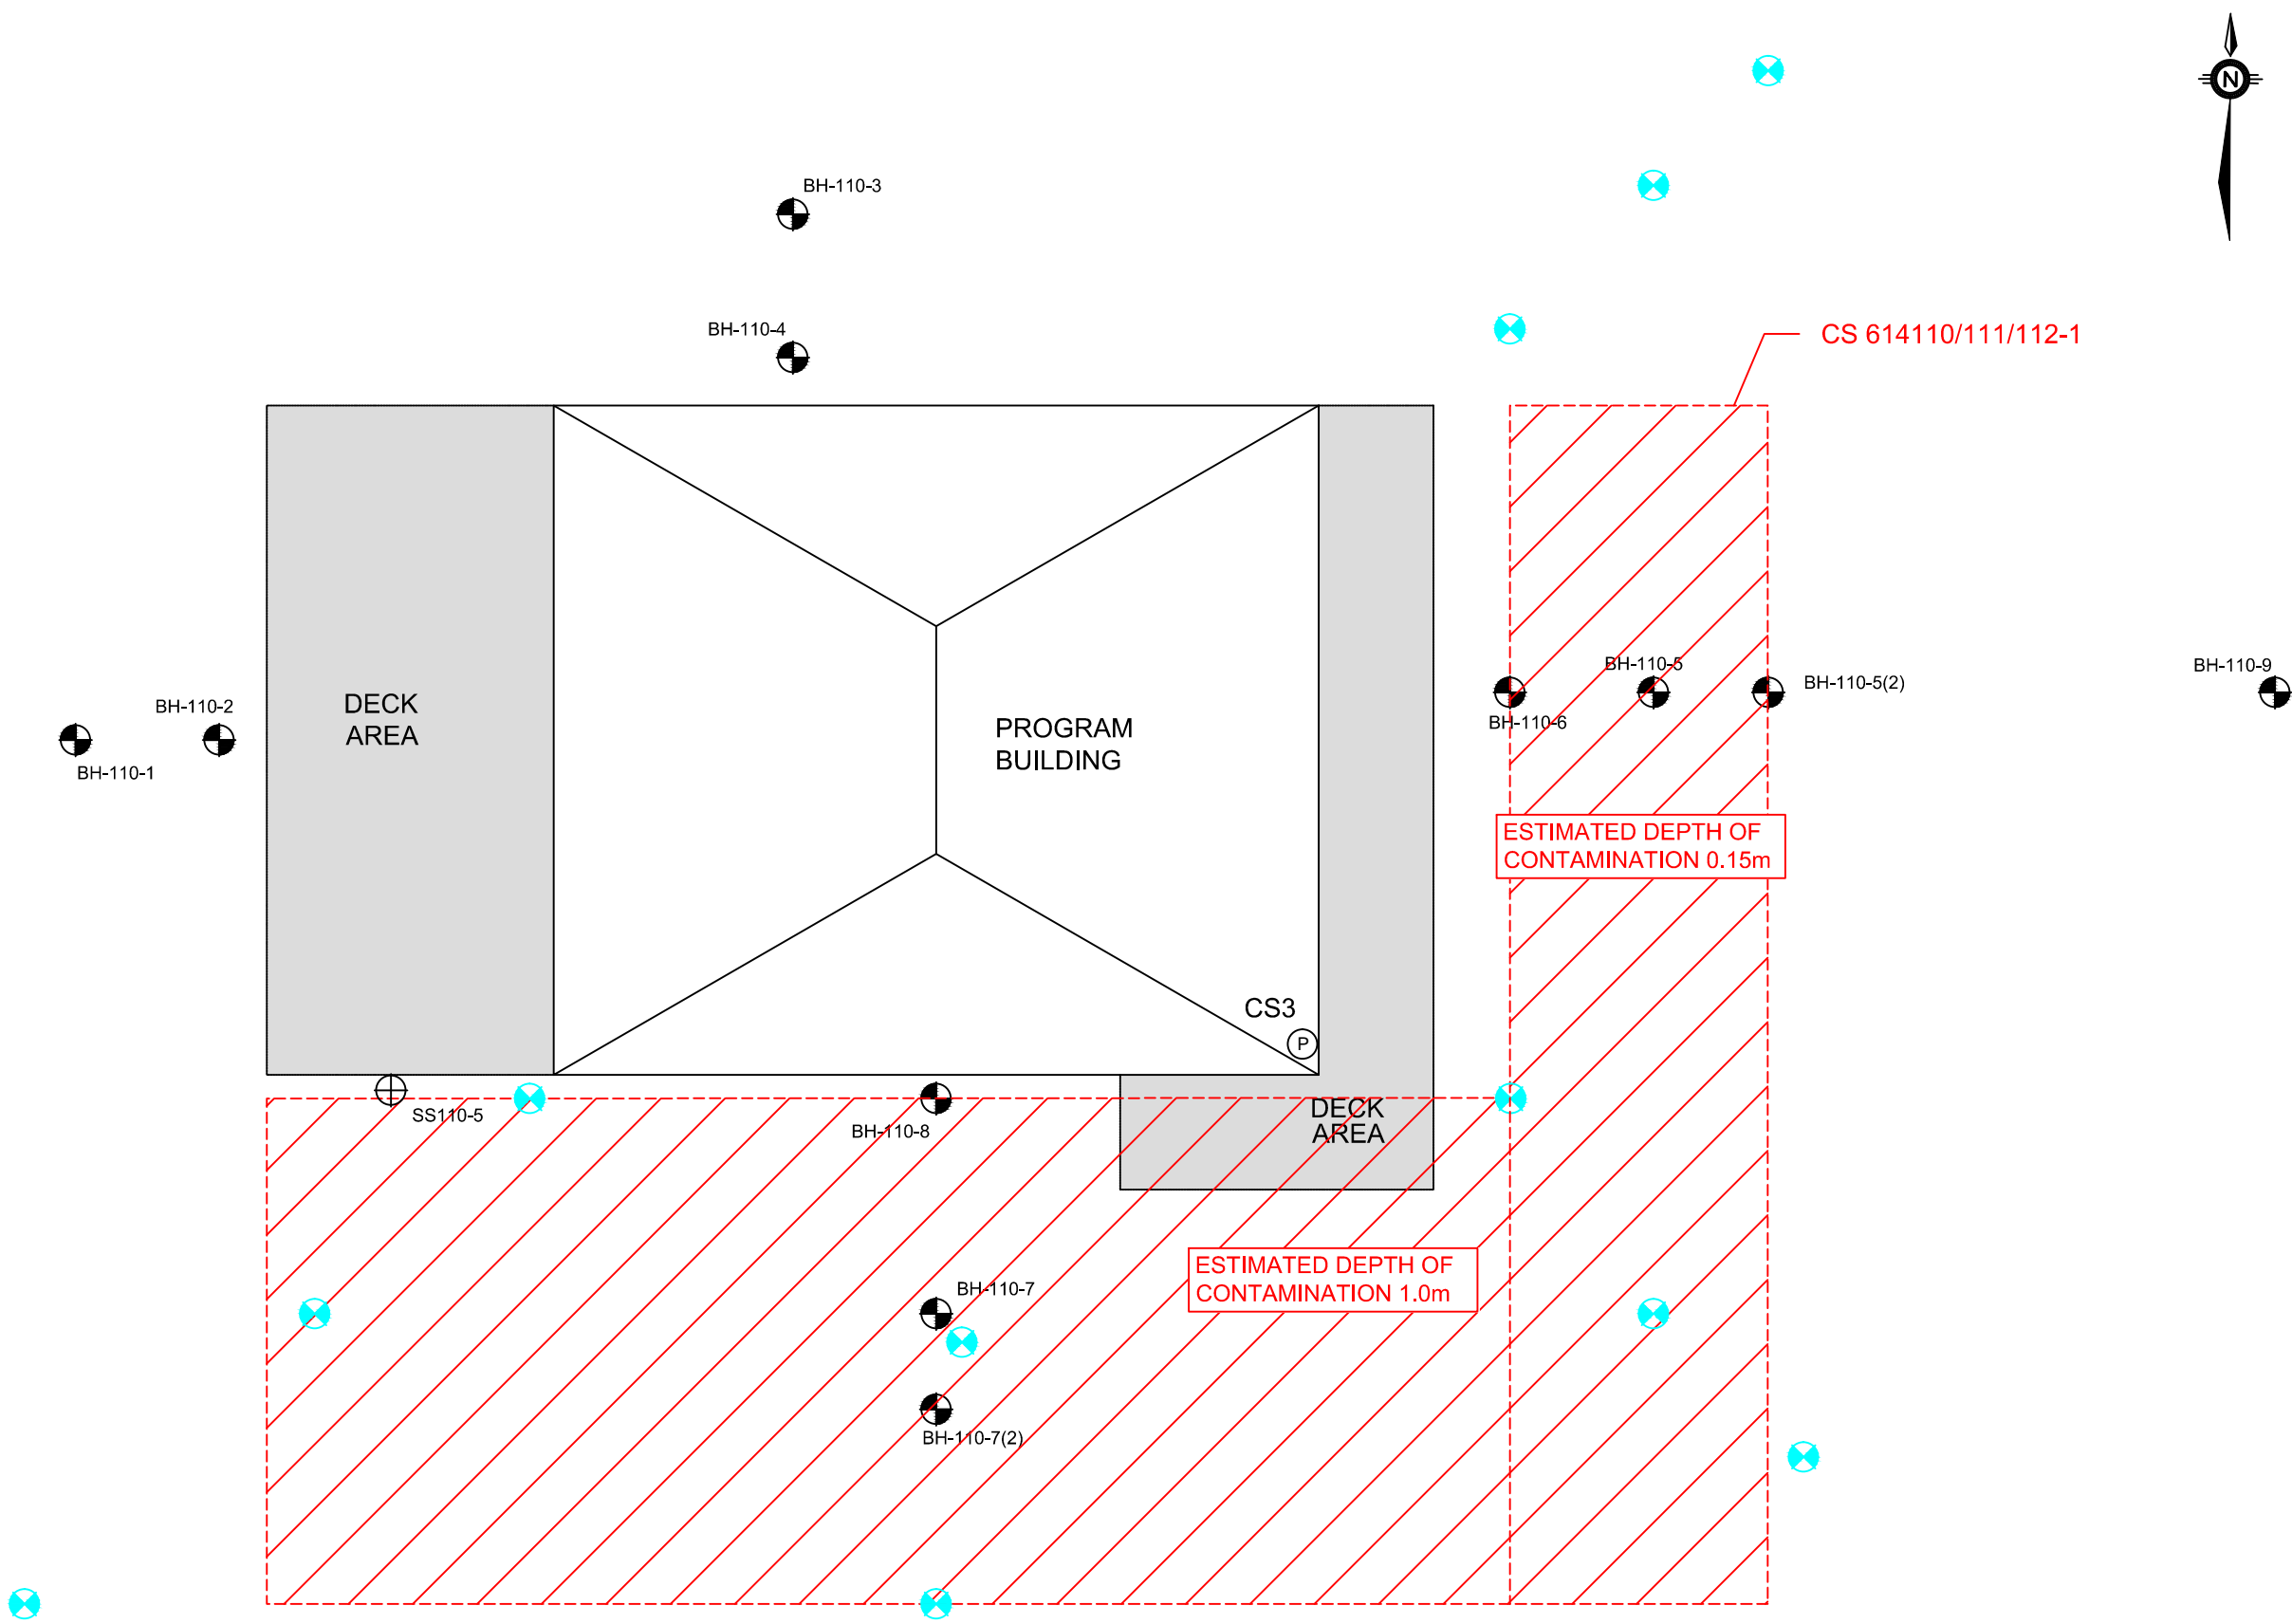 N
BH-110-3
BH-110-4
CS 614110/111/112-1
BH-110-5
BH-110-9
BH-110-5(2)
BH-110-2
DECK
AREA
PROGRAM
BUILDING
BH-110-6
BH-110-1
ESTIMATED DEPTH OF
CONTAMINATION 0.15m
CS3
P
SS110-5
BH-110-8
DECK
AREA
ESTIMATED DEPTH OF
CONTAMINATION 1.0m
BH-110-7
BH-110-7(2)